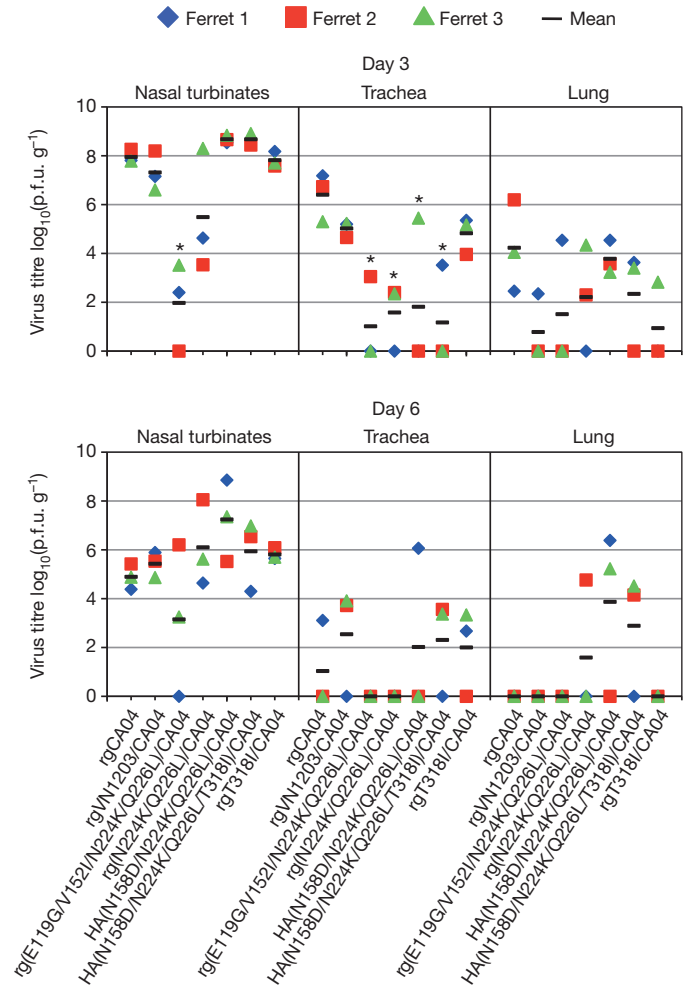 Ferret 1 Ferret 2 Ferret 3 Mean
Day 3
Nasal turbinates Trachea Lung
Virus titre log₁₀(p.f.u. g⁻¹)
10
8
6
4
2
0
*
*
*
*
*
Day 6
Nasal turbinates Trachea Lung
Virus titre log₁₀(p.f.u. g⁻¹)
10
8
6
4
2
0
rgCA04
rgVN1203/CA04
rg(E119G/V152I/N224K/Q226L)/CA04
rg(N224K/Q226L)/CA04
HA(N158D/N224K/Q226L)/CA04
HA(N158D/N224K/Q226L/T318I)/CA04
rgT318I/CA04
rgCA04
rgVN1203/CA04
rg(E119G/V152I/N224K/Q226L)/CA04
rg(N224K/Q226L)/CA04
HA(N158D/N224K/Q226L)/CA04
HA(N158D/N224K/Q226L/T318I)/CA04
rgT318I/CA04
rgCA04
rgVN1203/CA04
rg(E119G/V152I/N224K/Q226L)/CA04
rg(N224K/Q226L)/CA04
HA(N158D/N224K/Q226L)/CA04
HA(N158D/N224K/Q226L/T318I)/CA04
rgT318I/CA04